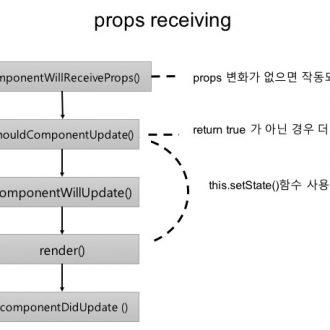 props receiving
omponentWillReceiveProps()
props 변화가 없으면 작동되
houldComponentUpdate()
return true 가 아닌 경우 더
omponentWillUpdate()
this.setState()함수 사용
render()
componentDidUpdate ()